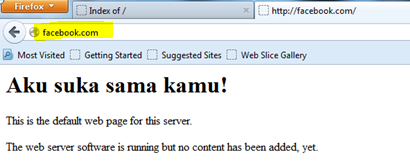 Firefox
Index of /
http://facebook.com/
facebook.com
Most Visited
Getting Started
Suggested Sites
Web Slice Gallery
Aku suka sama kamu!
This is the default web page for this server.
The web server software is running but no content has been added, yet.